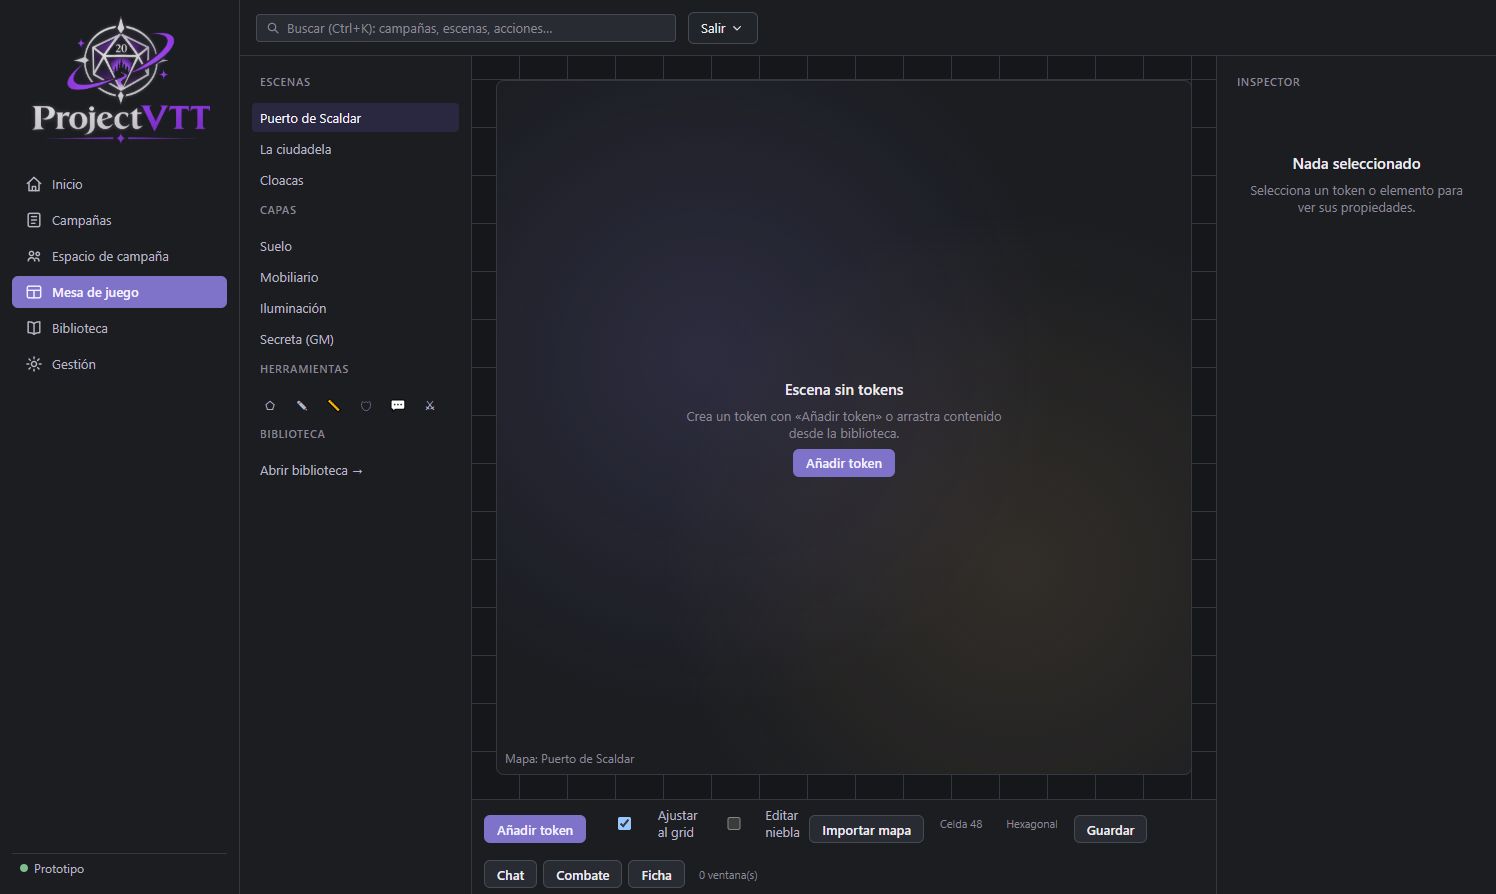 20
ProjectVTT
Inicio
Campañas
Espacio de campaña
Mesa de juego
Biblioteca
Gestión
Prototipo
Buscar (Ctrl+K): campañas, escenas, acciones...
Salir
ESCENAS
Puerto de Scaldar
La ciudadela
Cloacas
CAPAS
Suelo
Mobiliario
Iluminación
Secreta (GM)
HERRAMIENTAS
BIBLIOTECA
Abrir biblioteca →
Escena sin tokens
Crea un token con «Añadir token» o arrastra contenido
desde la biblioteca.
Añadir token
Mapa: Puerto de Scaldar
Añadir token
Ajustar
al grid
Editar
niebla
Importar mapa
Celda 48
Hexagonal
Guardar
Chat
Combate
Ficha
0 ventana(s)
INSPECTOR
Nada seleccionado
Selecciona un token o elemento para
ver sus propiedades.